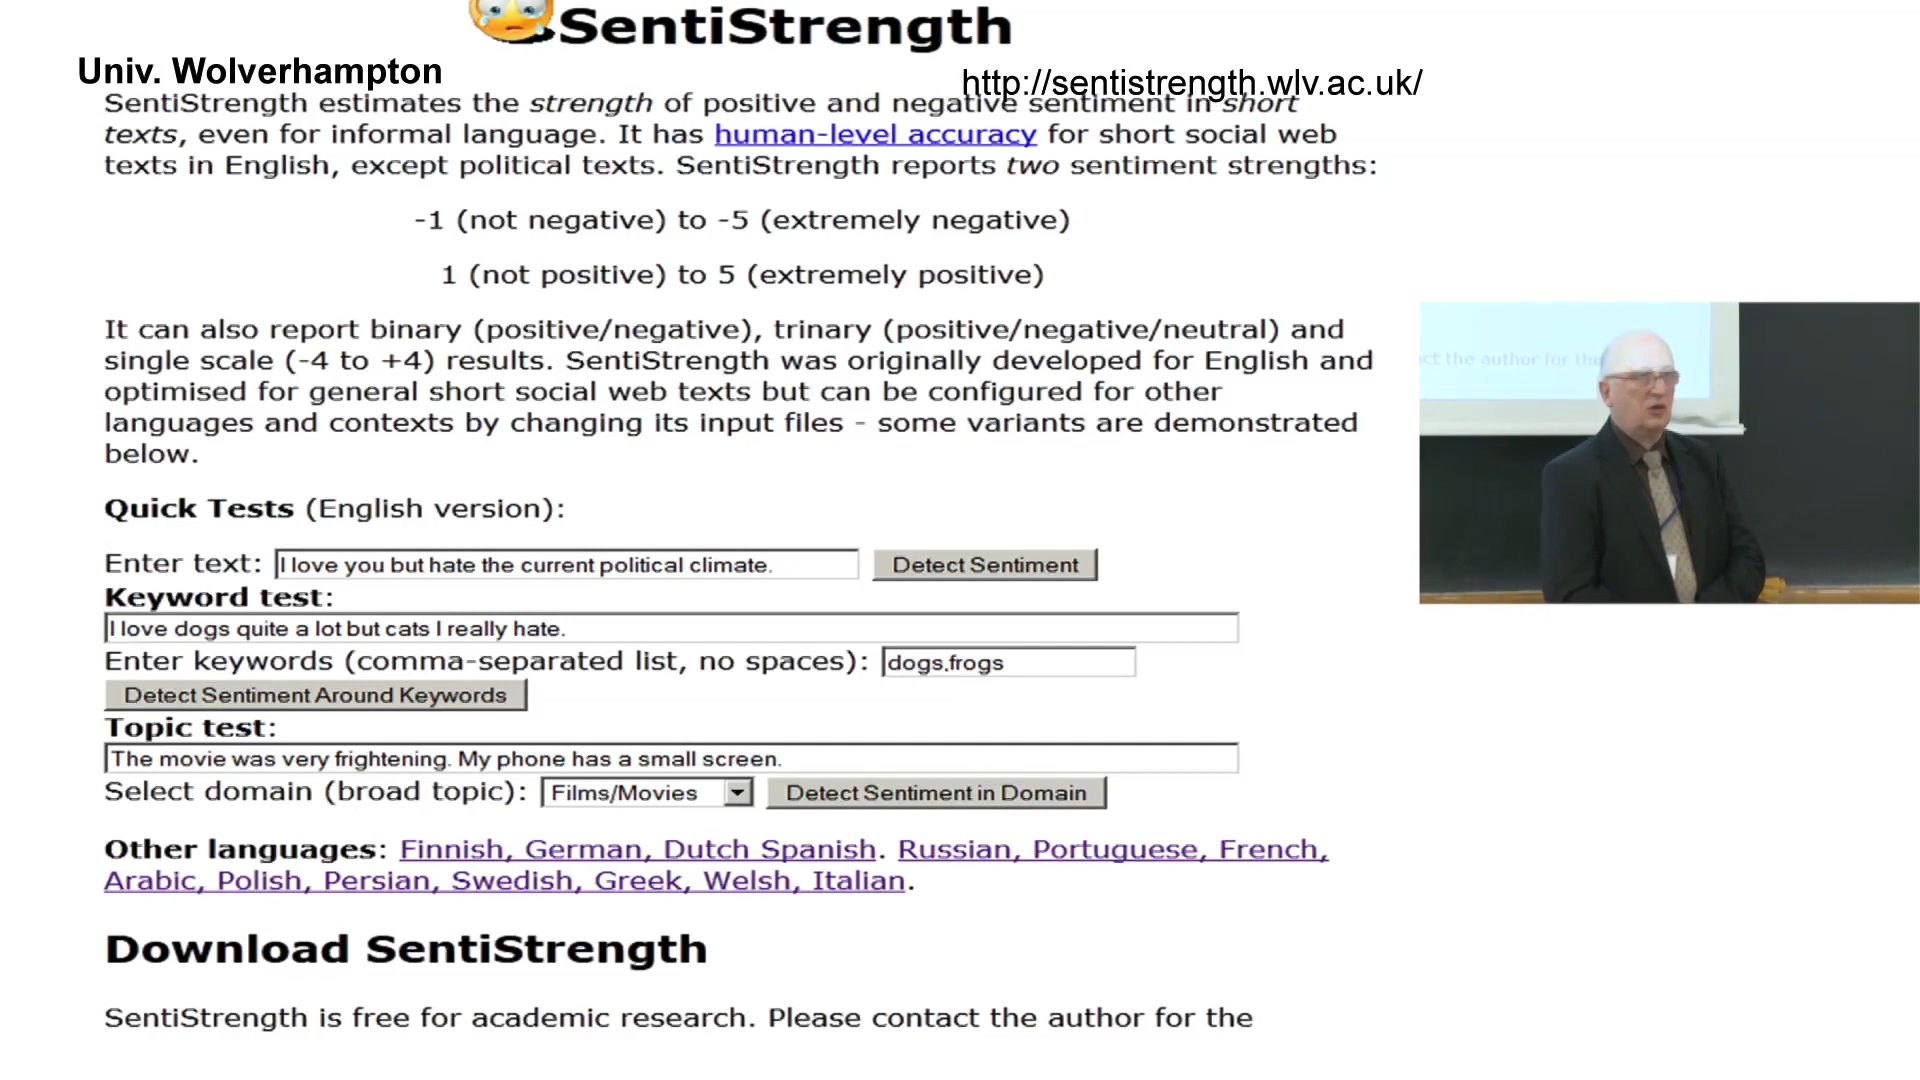 SentiStrength
Univ. Wolverhampton
http://sentistrength.wlv.ac.uk/
SentiStrength estimates the strength of positive and negative sentiment in short
texts, even for informal language. It has human-level accuracy for short social web
texts in English, except political texts. SentiStrength reports two sentiment strengths:
-1 (not negative) to -5 (extremely negative)
1 (not positive) to 5 (extremely positive)
It can also report binary (positive/negative), trinary (positive/negative/neutral) and
single scale (-4 to +4) results. SentiStrength was originally developed for English and
optimised for general short social web texts but can be configured for other
languages and contexts by changing its input files - some variants are demonstrated
below.
Quick Tests (English version):
Enter text: I love you but hate the current political climate. Detect Sentiment
Keyword test:
I love dogs quite a lot but cats I really hate.
Enter keywords (comma-separated list, no spaces): dogs,frogs
Detect Sentiment Around Keywords
Topic test:
The movie was very frightening. My phone has a small screen.
Select domain (broad topic): Films/Movies Detect Sentiment in Domain
Other languages: Finnish, German, Dutch Spanish. Russian, Portuguese, French,
Arabic, Polish, Persian, Swedish, Greek, Welsh, Italian.
Download SentiStrength
SentiStrength is free for academic research. Please contact the author for the
the author for